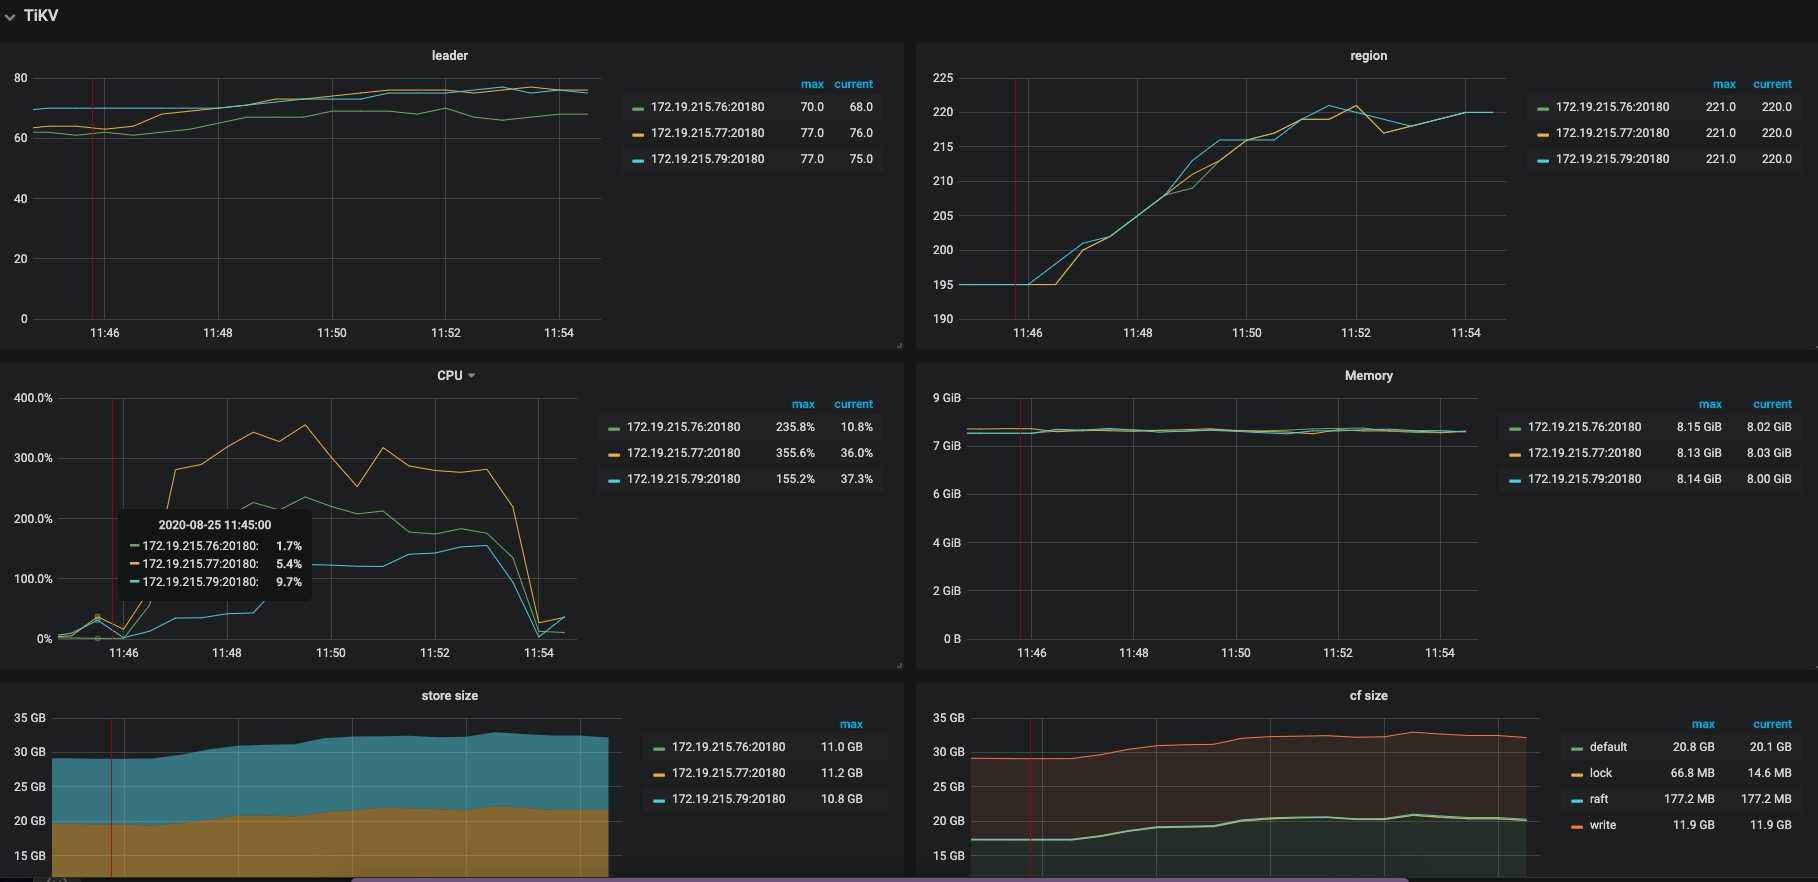 TiKV
leader
80
60
40
20
0
11:46 11:48 11:50 11:52 11:54
max current
172.19.215.76:20180 70.0 68.0
172.19.215.77:20180 77.0 76.0
172.19.215.79:20180 77.0 75.0
region
225
220
215
210
205
200
195
190
11:46 11:48 11:50 11:52 11:54
max current
172.19.215.76:20180 221.0 220.0
172.19.215.77:20180 221.0 220.0
172.19.215.79:20180 221.0 220.0
CPU
400.0%
300.0%
200.0%
100.0%
0%
11:46 11:48 11:50 11:52 11:54
2020-08-25 11:45:00
172.19.215.76:20180: 1.7%
172.19.215.77:20180: 5.4%
172.19.215.79:20180: 9.7%
max current
172.19.215.76:20180 235.8% 10.8%
172.19.215.77:20180 355.6% 36.0%
172.19.215.79:20180 155.2% 37.3%
Memory
9 GiB
7 GiB
6 GiB
4 GiB
2 GiB
0 B
11:46 11:48 11:50 11:52 11:54
max current
172.19.215.76:20180 8.15 GiB 8.02 GiB
172.19.215.77:20180 8.13 GiB 8.03 GiB
172.19.215.79:20180 8.14 GiB 8.00 GiB
store size
35 GB
30 GB
25 GB
20 GB
15 GB
max
172.19.215.76:20180 11.0 GB
172.19.215.77:20180 11.2 GB
172.19.215.79:20180 10.8 GB
cf size
35 GB
30 GB
25 GB
20 GB
15 GB
max current
default 20.8 GB 20.1 GB
lock 66.8 MB 14.6 MB
raft 177.2 MB 177.2 MB
write 11.9 GB 11.9 GB